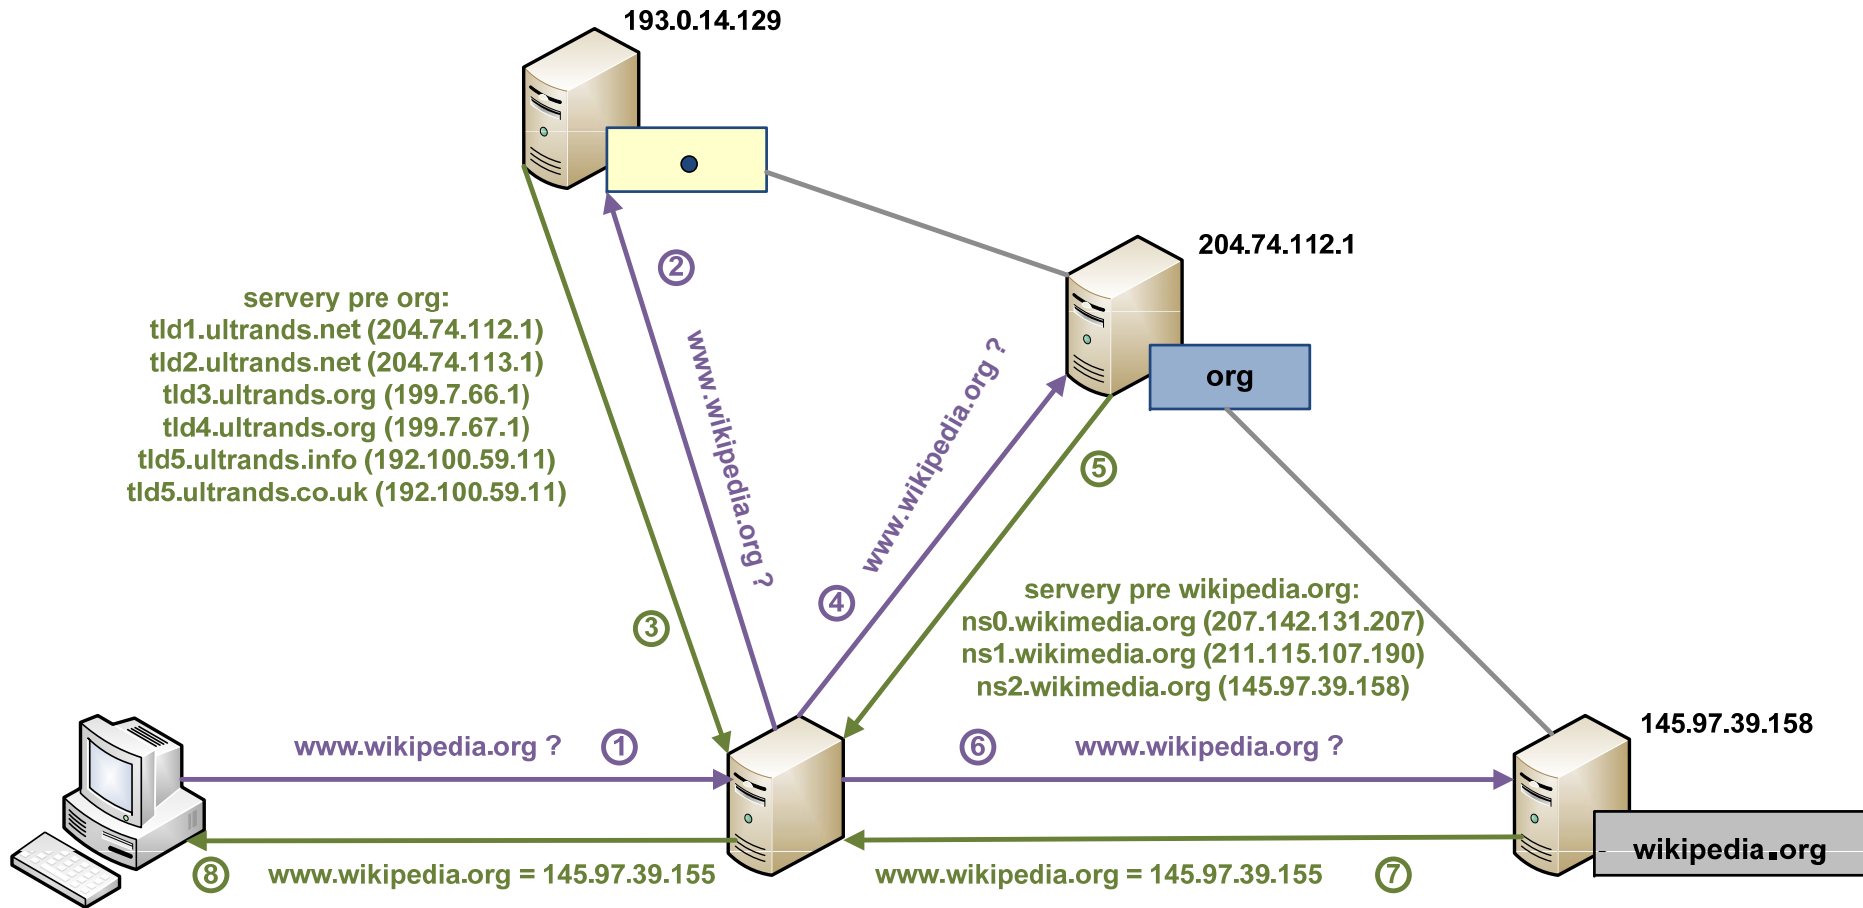 193.0.14.129
204.74.112.1
2
servery pre org:
tld1.ultrands.net (204.74.112.1)
tld2.ultrands.net (204.74.113.1)
tld3.ultrands.org (199.7.66.1)
tld4.ultrands.org (199.7.67.1)
tld5.ultrands.info (192.100.59.11)
tld5.ultrands.co.uk (192.100.59.11)
www.wikipedia.org ?
www.wikipedia.org ?
org
5
4
3
servery pre wikipedia.org:
ns0.wikimedia.org (207.142.131.207)
ns1.wikimedia.org (211.115.107.190)
ns2.wikimedia.org (145.97.39.158)
145.97.39.158
www.wikipedia.org ? 1
6 www.wikipedia.org ?
wikipedia.org
8 www.wikipedia.org = 145.97.39.155
www.wikipedia.org = 145.97.39.155 7